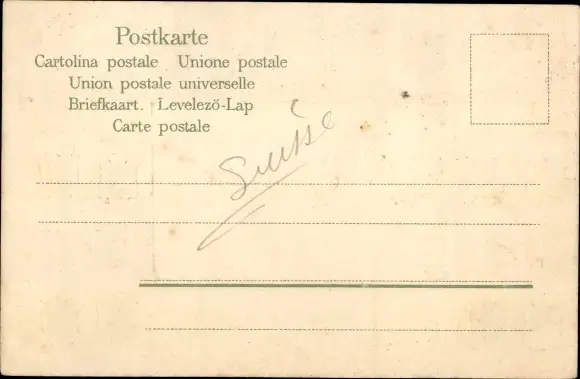 Postkarte
Cartolina postale Unione postale
Union postale universelle
Briefkaart. Levelező-Lap
Carte postale
Suisse